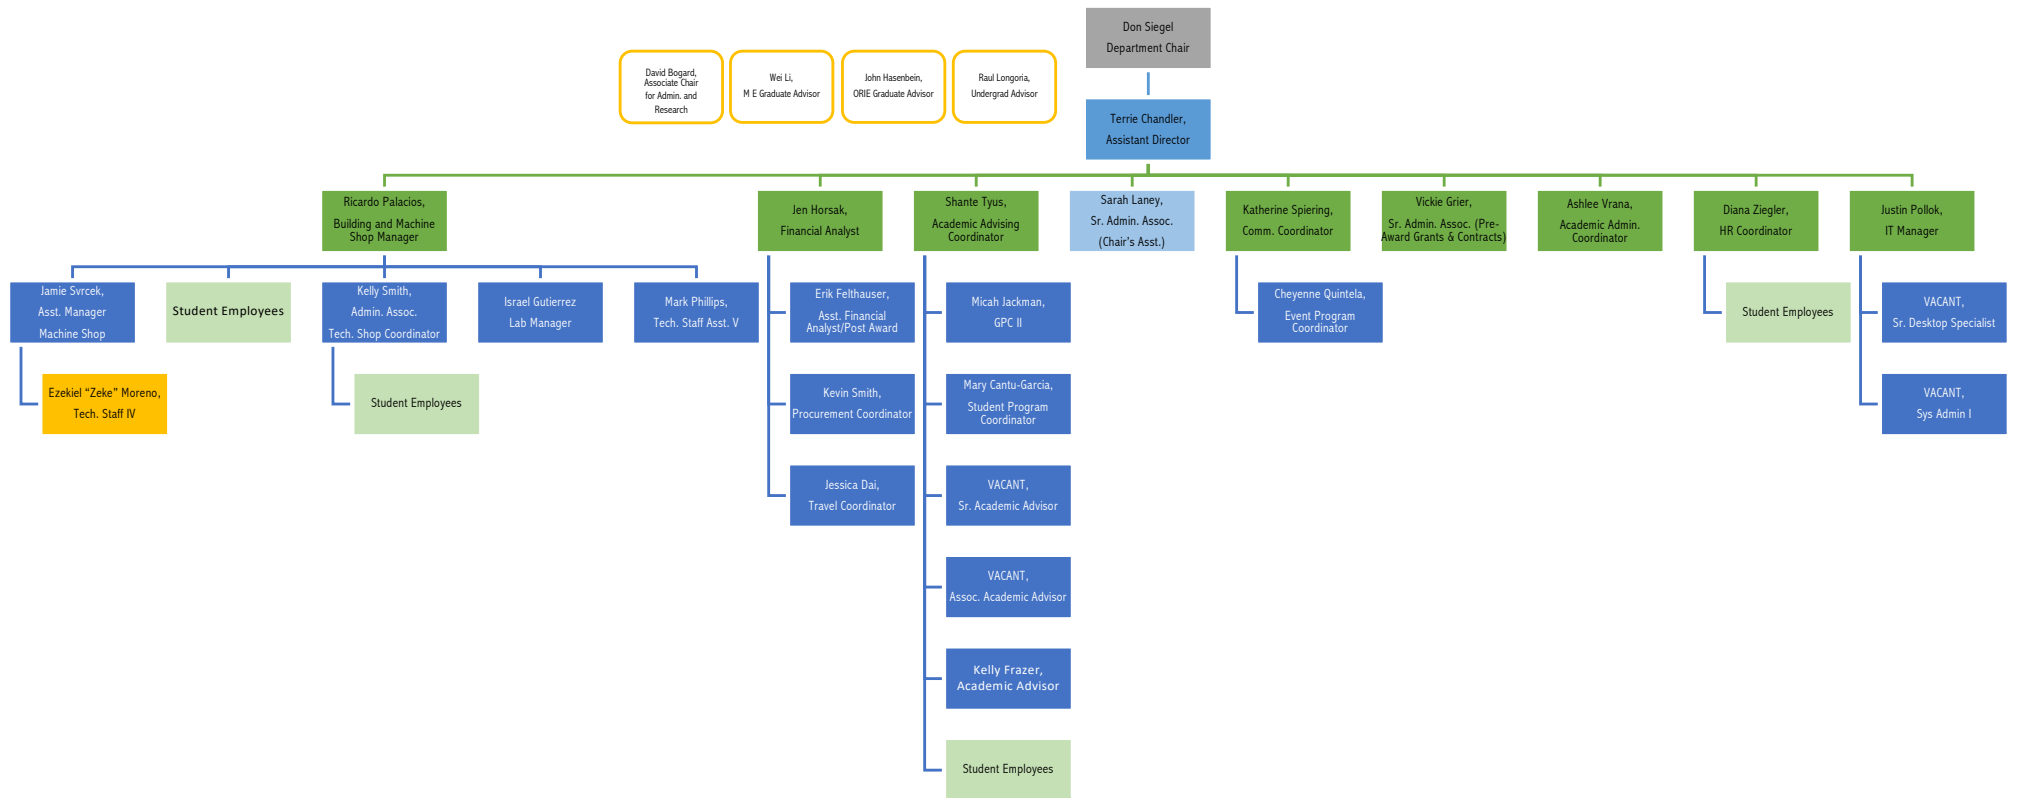 Don Siegel
Department Chair
David Bogard,
Associate Chair
for Admin. and
Research
Wei Li,
M E Graduate Advisor
John Hasenbein,
ORIE Graduate Advisor
Raul Longoria,
Undergrad Advisor
Terrie Chandler,
Assistant Director
Ricardo Palacios,
Building and Machine
Shop Manager
Jen Horsak,
Financial Analyst
Shante Tyus,
Academic Advising
Coordinator
Sarah Laney,
Sr. Admin. Assoc.
(Chair's Asst.)
Katherine Spiering,
Comm. Coordinator
Vickie Grier,
Sr. Admin. Assoc. (Pre-
Award Grants & Contracts)
Ashlee Vrana,
Academic Admin.
Coordinator
Diana Ziegler,
HR Coordinator
Justin Pollok,
IT Manager
Jamie Svrcek,
Asst. Manager
Machine Shop
Student Employees
Kelly Smith,
Admin. Assoc.
Tech. Shop Coordinator
Israel Gutierrez
Lab Manager
Mark Phillips,
Tech. Staff Asst. V
Erik Felthauser,
Asst. Financial
Analyst/Post Award
Micah Jackman,
GPC II
Cheyenne Quintela,
Event Program
Coordinator
Student Employees
VACANT,
Sr. Desktop Specialist
Ezekiel “Zeke” Moreno,
Tech. Staff IV
Student Employees
Kevin Smith,
Procurement Coordinator
Mary Cantu-Garcia,
Student Program
Coordinator
VACANT,
Sys Admin I
Jessica Dai,
Travel Coordinator
VACANT,
Sr. Academic Advisor
VACANT,
Assoc. Academic Advisor
Kelly Frazer,
Academic Advisor
Student Employees